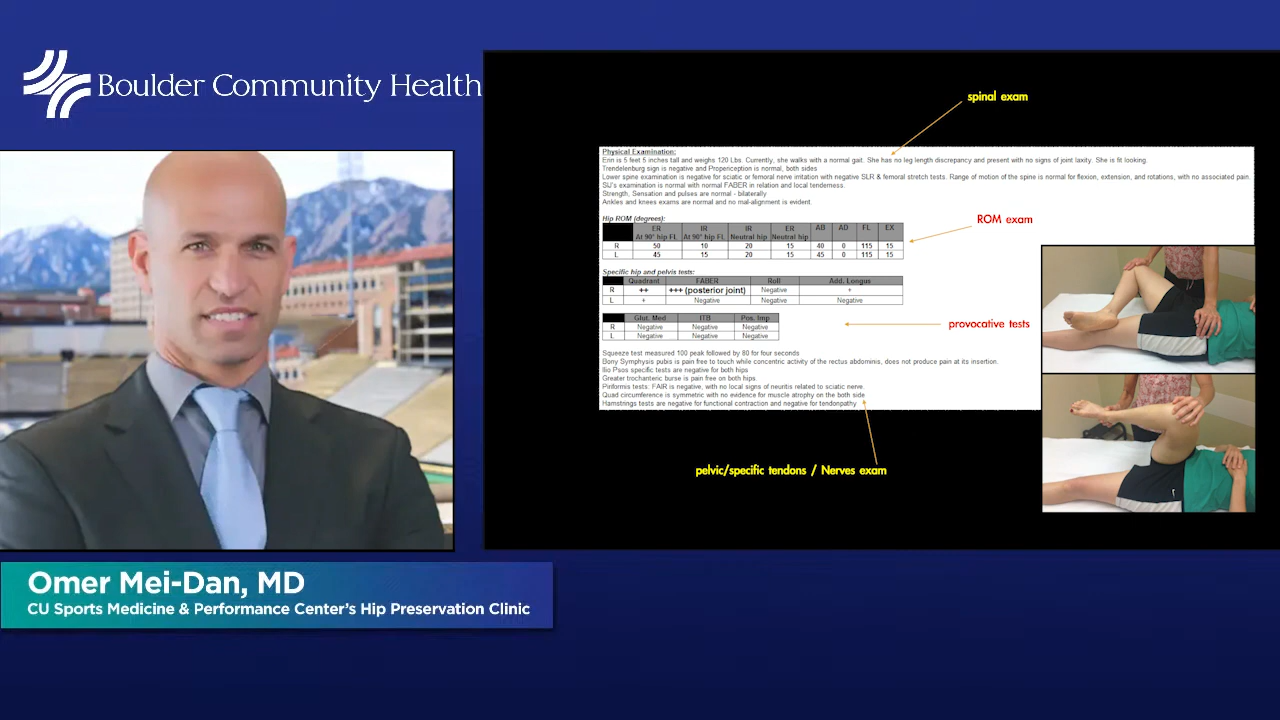 Boulder Community Health
spinal exam
Physical Examination:
Erin is 5 feet 5 inches tall and weighs 120 Lbs. Currently, she walks with a normal gait. She has no leg length discrepancy and present with no signs of joint laxity. She is fit looking.
Trendelenburg sign is negative and Properiception is normal, both sides
Lower spine examination is negative for sciatic or femoral nerve irritation with negative SLR & femoral stretch tests. Range of motion of the spine is normal for flexion, extension, and rotations, with no associated pain.
SIJ's examination is normal with normal FABER in relation and local tenderness.
Strength, Sensation and pulses are normal - bilaterally
Ankles and knees exams are normal and no mal-alignment is evident.
Hip ROM (degrees):
ROM exam
ER IR IR ER AB AD FL EX
At 90° hip FL At 90° hip FL Neutral hip Neutral hip
R 50 10 20 15 40 0 115 15
L 45 15 20 15 45 0 115 15
Specific hip and pelvis tests:
Quadrant FABER Roll Add. Longus
R ++ +++ (posterior joint) Negative +
L + Negative Negative Negative
Glut. Med ITB Pos. Imp.
R Negative Negative Negative
L Negative Negative Negative
provocative tests
Squeeze test measured 100 peak followed by 80 for four seconds
Bony Symphysis pubis is pain free to touch while concentric activity of the rectus abdominis, does not produce pain at its insertion.
Ilio Psos specific tests are negative for both hips
Greater trochanteric burse is pain free on both hips.
Piriformis tests: FAIR is negative, with no local signs of neuritis related to sciatic nerve
Quad circumference is symmetric with no evidence for muscle atrophy on the both side
Hamstrings tests are negative for functional contraction and negative for tendonpathy
pelvic/specific tendons / Nerves exam
Omer Mei-Dan, MD
CU Sports Medicine & Performance Center's Hip Preservation Clinic